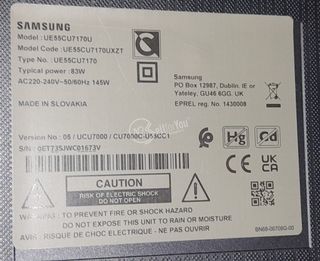 SAMSUNG
Model: UE55CU7170U
Model Code: UE55CU7170UXZT
Type No.: UE55CU7170
Typical power: 83W
AC220-240V~50/60Hz 145W
Samsung
PO Box 12987, Dublin. IE or
Yateley, GU46 6GG. UK
EPREL reg. No. 1430008
MADE IN SLOVAKIA
Version No: 05 / UCU7000 / CU7000C-U55CC1
S/N: 0ET73SJWC01673V
Hg
Cd
CAUTION
RISK OF ELECTRIC SHOCK
DO NOT OPEN
CE
UK
CA
WARNING: TO PREVENT FIRE OR SHOCK HAZARD
DO NOT EXPOSE THIS UNIT TO RAIN OR MOISTURE
AVIS: RISQUE DE CHOC ELECTRIQUE - NE PAS OUVRIR